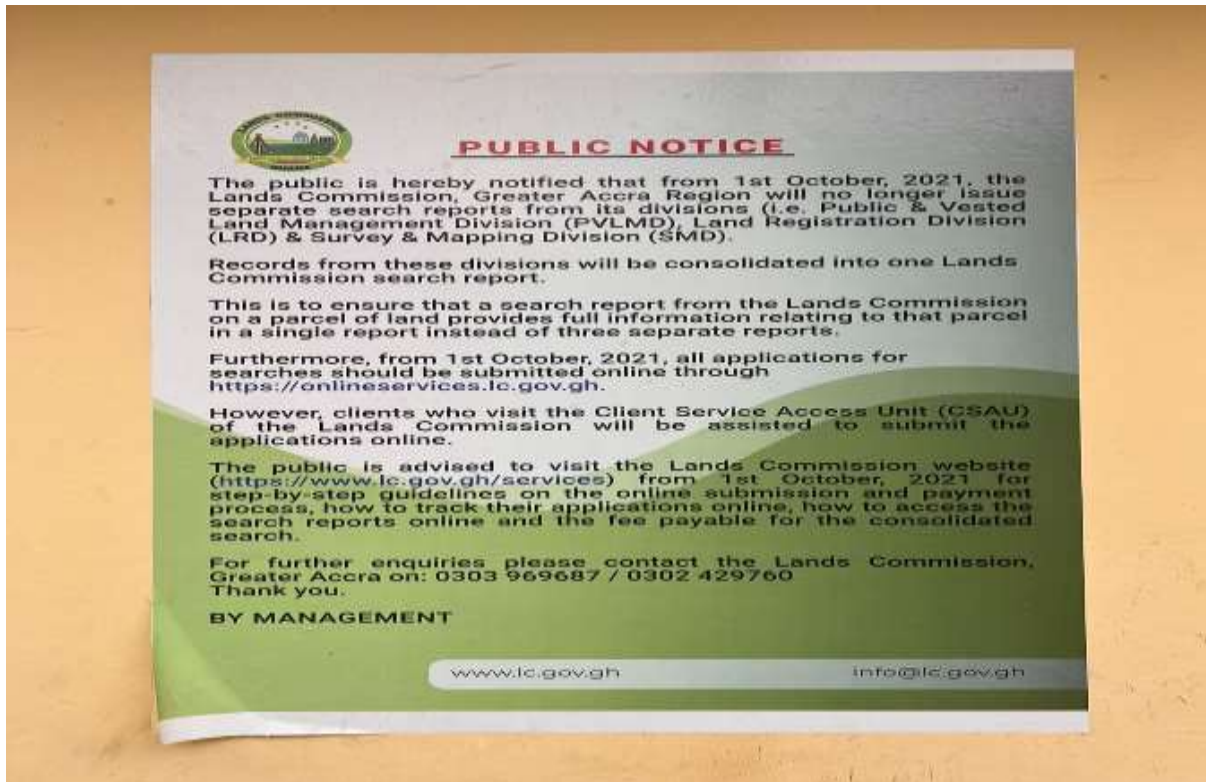 LANDS COMMISSION
PUBLIC NOTICE
The public is hereby notified that from 1st October, 2021, the
Lands Commission, Greater Accra Region will no longer issue
separate search reports from its divisions (i.e. Public & Vested
Land Management Division (PVLMD), Land Registration Division
(LRD) & Survey & Mapping Division (SMD).
Records from these divisions will be consolidated into one Lands
Commission search report.
This is to ensure that a search report from the Lands Commission
on a parcel of land provides full information relating to that parcel
in a single report instead of three separate reports.
Furthermore, from 1st October, 2021, all applications for
searches should be submitted online through
https://onlineservices.lc.gov.gh.
However, clients who visit the Client Service Access Unit (CSAU)
of the Lands Commission will be assisted to submit the
applications online.
The public is advised to visit the Lands Commission website
(https://www.lc.gov.gh/services) from 1st October, 2021 for
step-by-step guidelines on the online submission and payment
process, how to track their applications online, how to access the
search reports online and the fee payable for the consolidated
search.
For further enquiries please contact the Lands Commission,
Greater Accra on: 0303 969687 / 0302 429760
Thank you.
BY MANAGEMENT
www.lc.gov.gh
info@lc.gov.gh